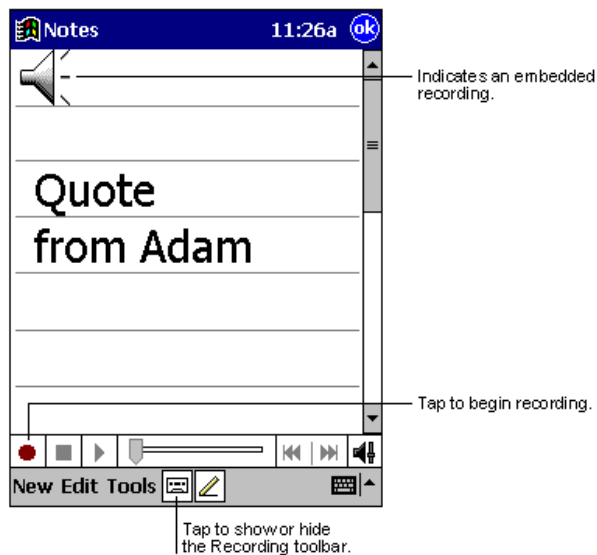 Notes 11:26a ok
Indicates an embedded
recording.
Quote
from Adam
Tap to begin recording.
New Edit Tools
Tap to show or hide
the Recording toolbar.